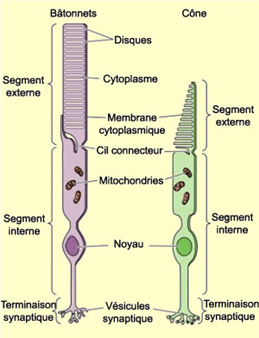 Bâtonnets
Cône
Disques
Segment
externe
Cytoplasme
Membrane
cytoplasmique
Segment
externe
Cil connecteur
Mitochondries
Segment
interne
Segment
interne
Noyau
Terminaison
synaptique
Vésicules
synaptique
Terminaison
synaptique